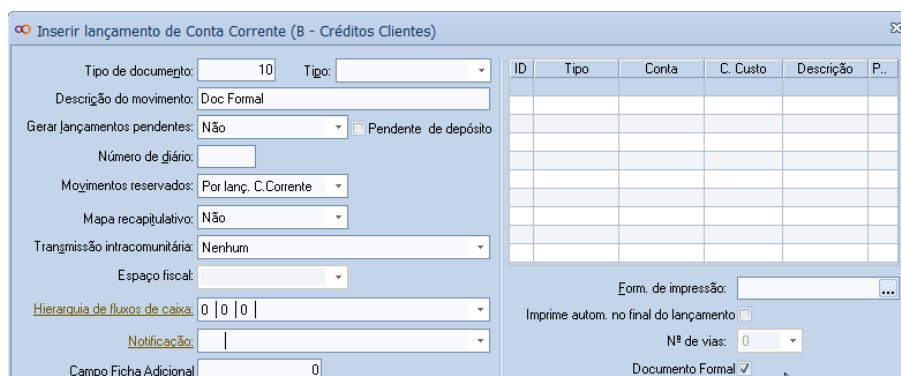 Inserir lançamento de Conta Corrente (B - Créditos Clientes)
Tipo de documento: 10 Tipo:
Descrição do movimento: Doc Formal
Gerar lançamentos pendentes: Não Pendente de depósito
Número de diário:
Movimentos reservados: Por lanç. C.Corrente
Mapa recapitulativo: Não
Transmissão intracomunitária: Nenhum
Espaço fiscal:
Hierarquia de fluxos de caixa: 0 | 0 | 0 |
Notificação:
Campo Ficha Adicional 0
ID Tipo Conta C. Custo Descrição P..
Form. de impressão: ...
Imprime autom. no final do lançamento
Nº de vias: 0
Documento Formal